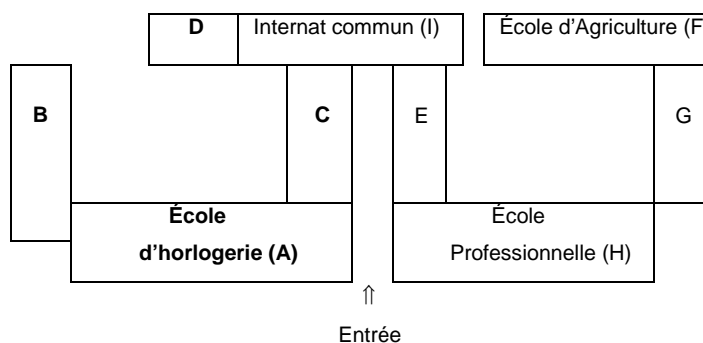 D Internat commun (I) École d'Agriculture (F
B C E G
École École
d'horlogerie (A) Professionnelle (H)
⇑
Entrée